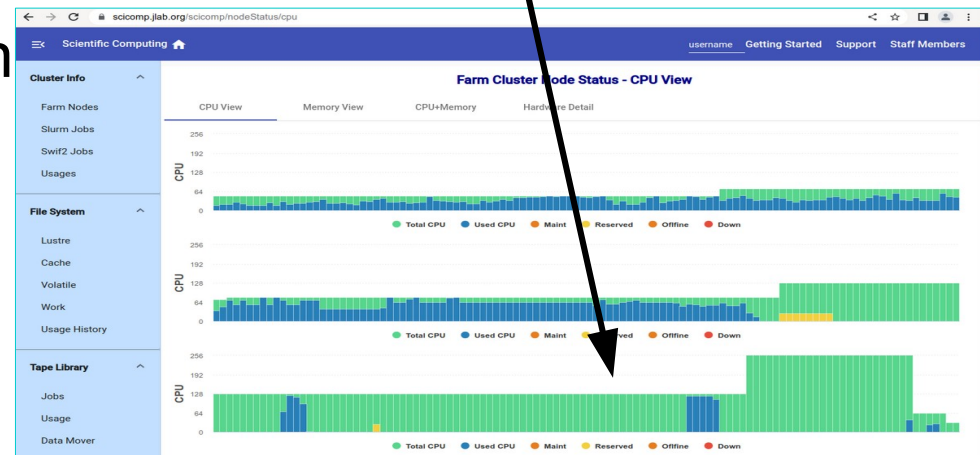 scicomp.jlab.org/scicomp/nodeStatus/cpu
n
Scientific Computing
username Getting Started Support Staff Members
Cluster Info
Farm Nodes
Slurm Jobs
Swif2 Jobs
Usages
File System
Lustre
Cache
Volatile
Work
Usage History
Tape Library
Jobs
Usage
Data Mover
Farm Cluster Node Status - CPU View
CPU View Memory View CPU+Memory Hardware Detail
CPU
256
192
128
64
0
Total CPU Used CPU Maint Reserved Offline Down
CPU
256
192
128
64
0
Total CPU Used CPU Maint Reserved Offline Down
CPU
256
192
128
64
0
Total CPU Used CPU Maint Reserved Offline Down